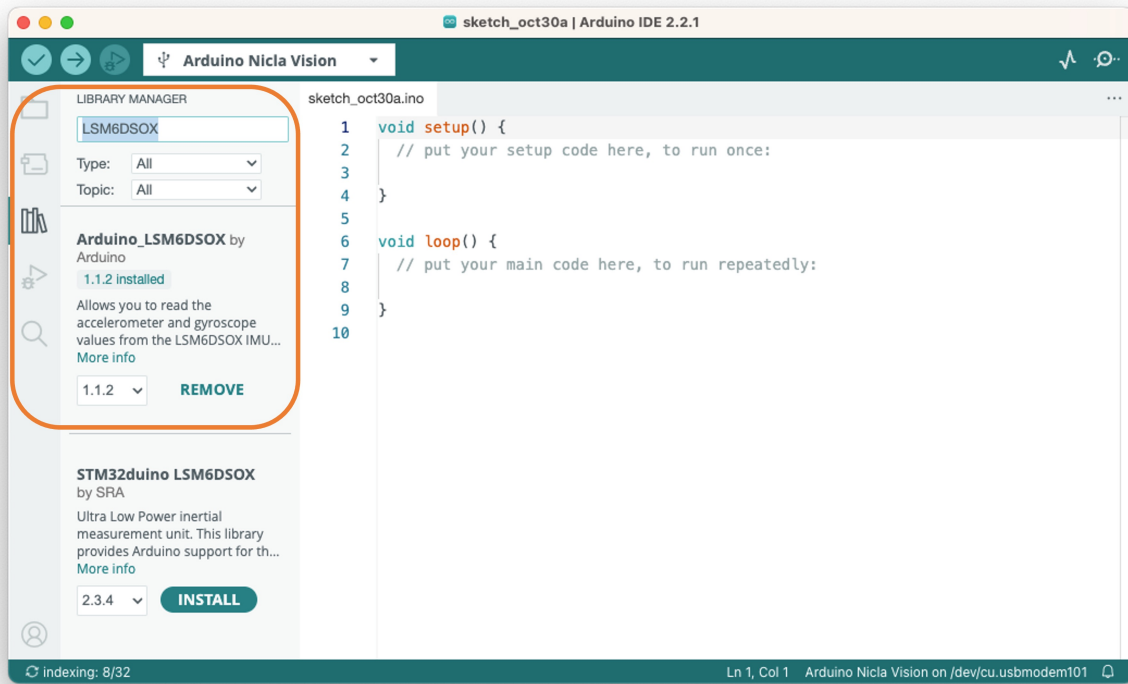 sketch_oct30a | Arduino IDE 2.2.1
Arduino Nicla Vision
LIBRARY MANAGER
LSM6DSOX
Type: All
Topic: All
Arduino_LSM6DSOX by
Arduino
1.1.2 installed
Allows you to read the
accelerometer and gyroscope
values from the LSM6DSOX IMU...
More info
1.1.2 REMOVE
STM32duino LSM6DSOX
by SRA
Ultra Low Power inertial
measurement unit. This library
provides Arduino support for th...
More info
2.3.4 INSTALL
sketch_oct30a.ino
1 void setup() {
2 // put your setup code here, to run once:
3
4 }
5
6 void loop() {
7 // put your main code here, to run repeatedly:
8
9 }
10
indexing: 8/32
Ln 1, Col 1 Arduino Nicla Vision on /dev/cu.usbmodem101